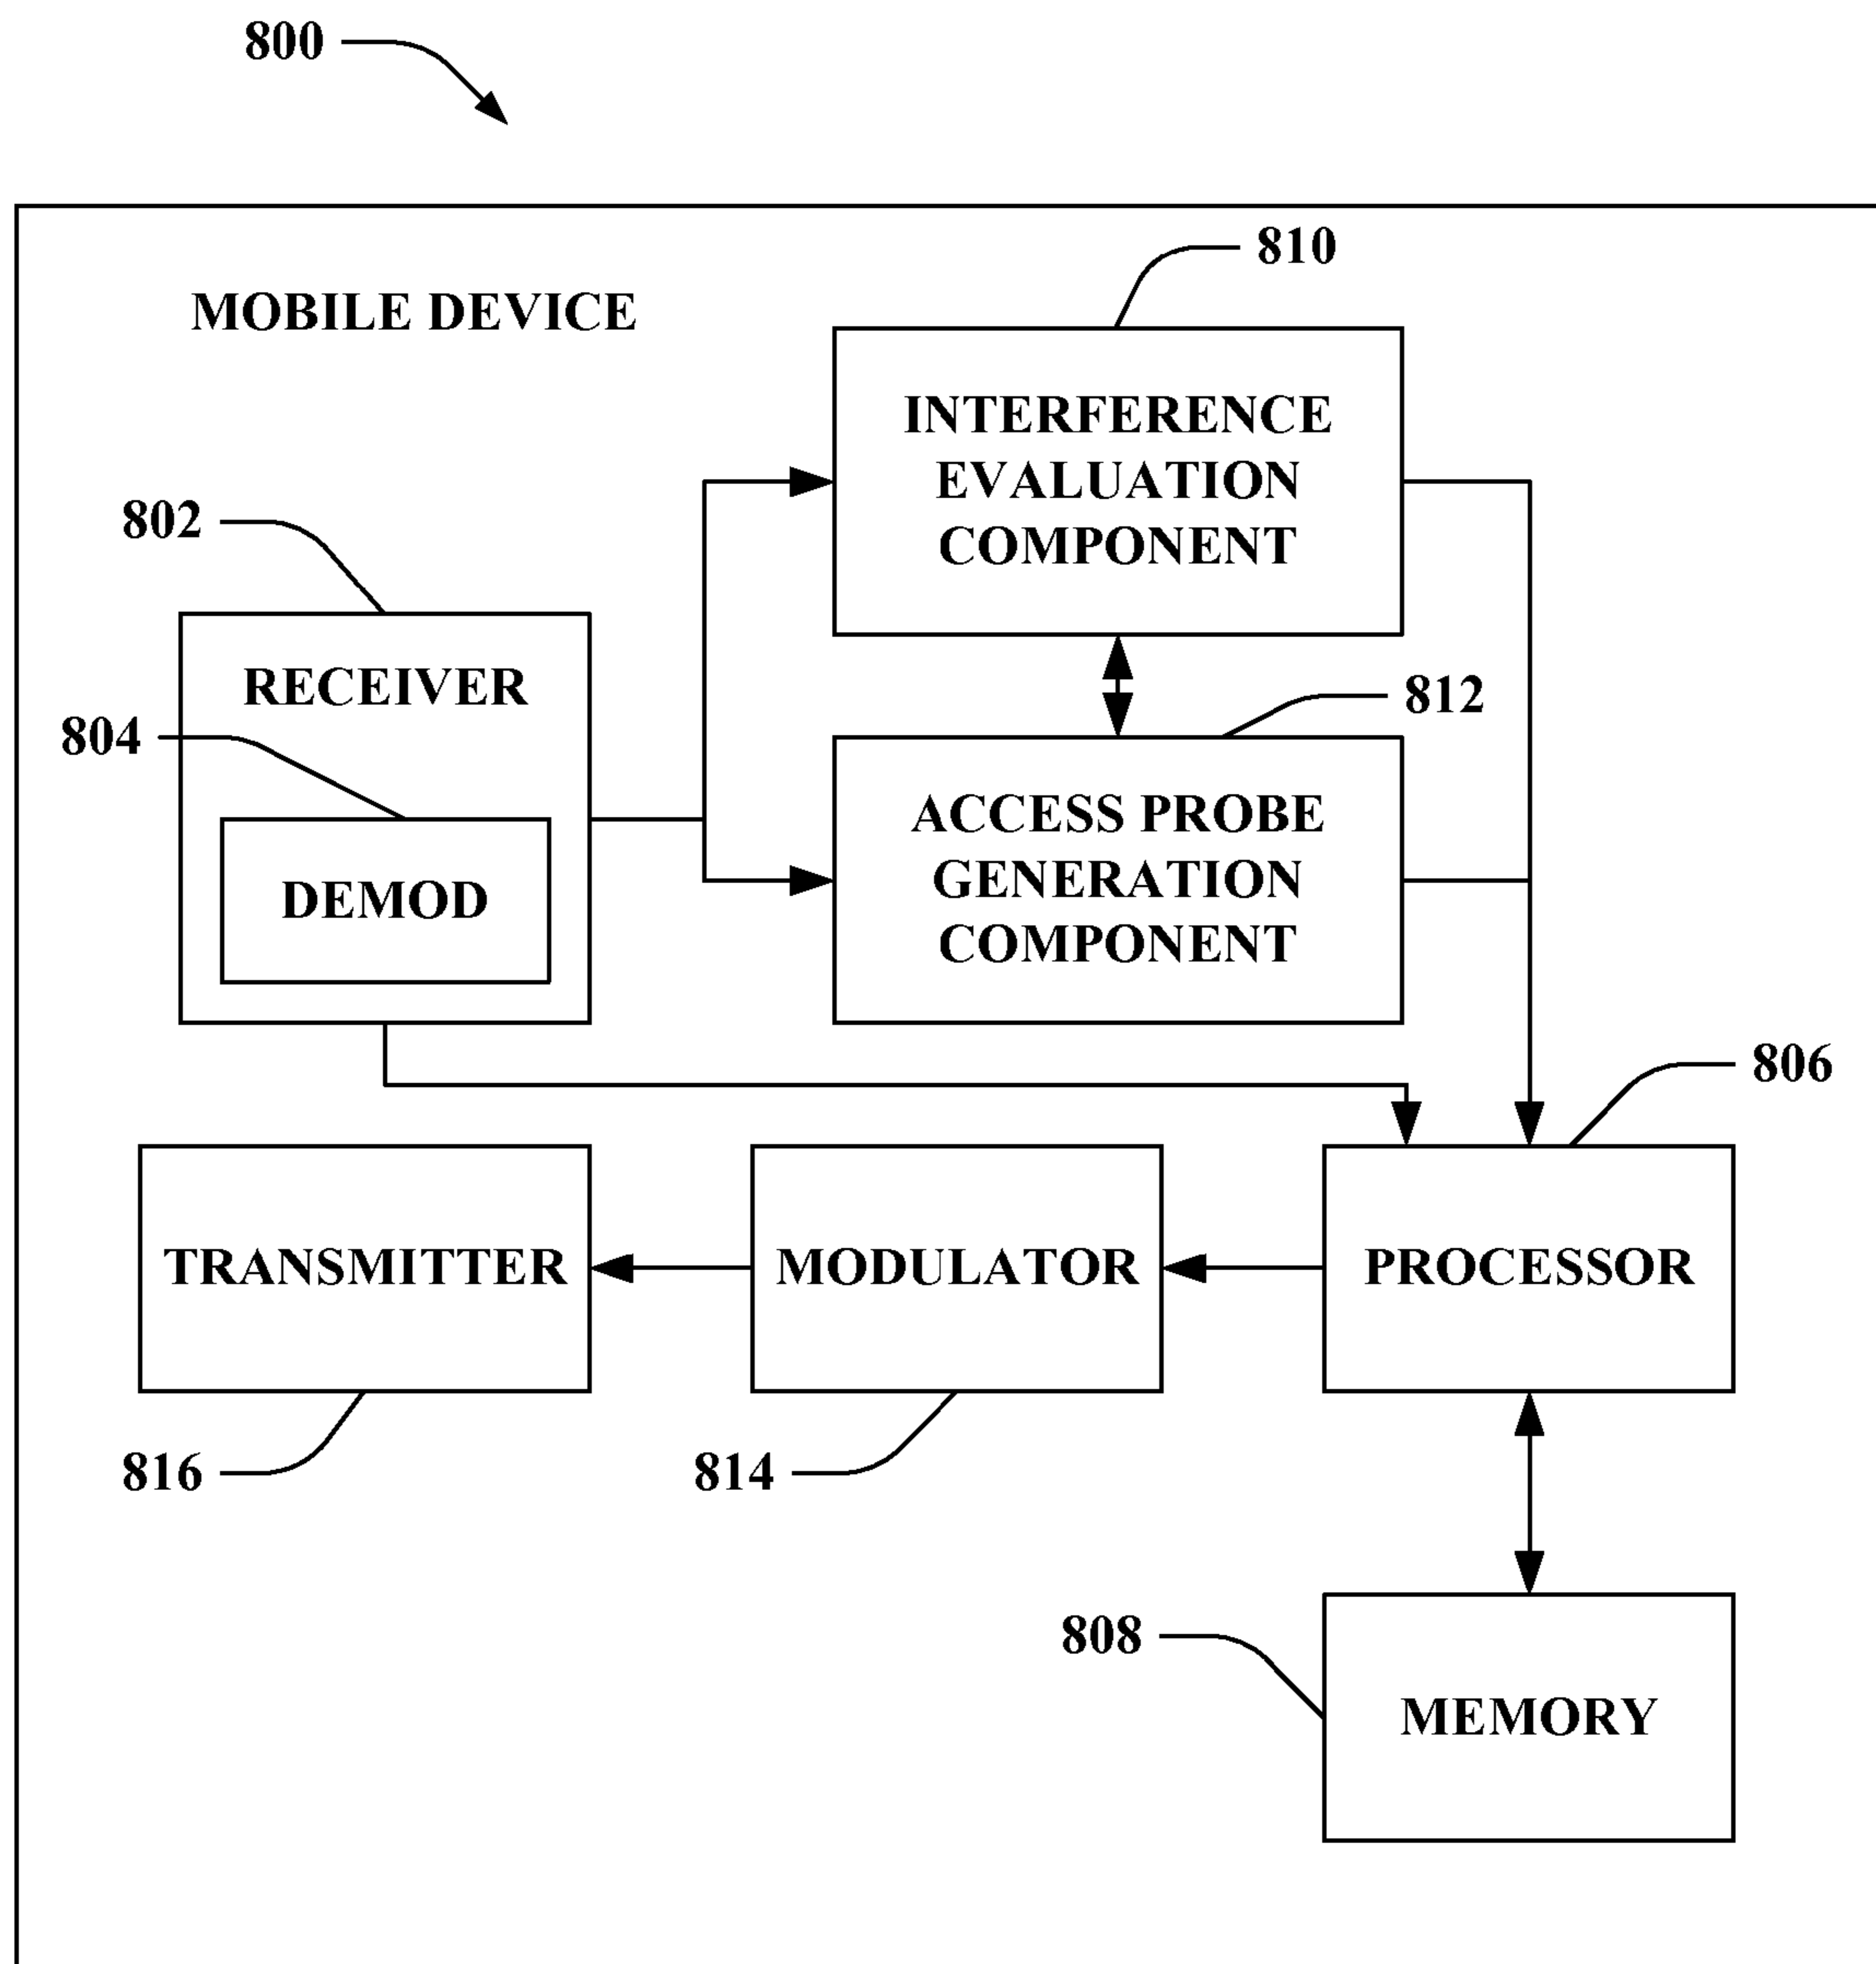 800
810
MOBILE DEVICE
INTERFERENCE
EVALUATION
COMPONENT
802
RECEIVER
812
804
ACCESS PROBE
GENERATION
COMPONENT
DEMOD
806
TRANSMITTER
MODULATOR
PROCESSOR
816
814
808
MEMORY